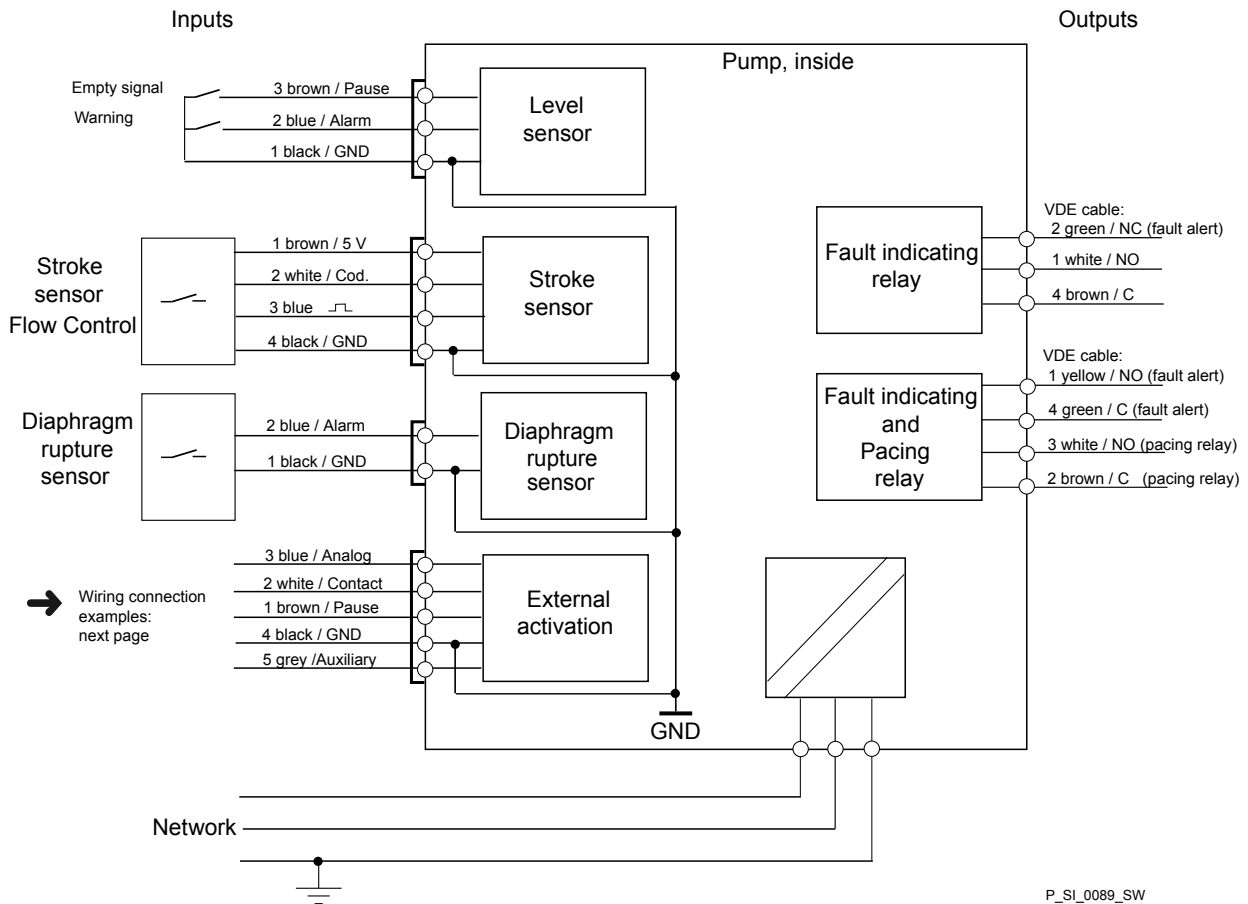 Inputs
Outputs
Pump, inside
Empty signal
Warning
3 brown / Pause
2 blue / Alarm
1 black / GND
Level
sensor
Stroke
sensor
Flow Control
1 brown / 5 V
2 white / Cod.
3 blue
4 black / GND
Stroke
sensor
Diaphragm
rupture
sensor
2 blue / Alarm
1 black / GND
Diaphragm
rupture
sensor
Wiring connection
examples:
next page
3 blue / Analog
2 white / Contact
1 brown / Pause
4 black / GND
5 grey /Auxiliary
External
activation
GND
Fault indicating
relay
VDE cable:
2 green / NC (fault alert)
1 white / NO
4 brown / C
Fault indicating
and
Pacing
relay
VDE cable:
1 yellow / NO (fault alert)
4 green / C (fault alert)
3 white / NO (pacing relay)
2 brown / C (pacing relay)
Network
P_SI_0089_SW